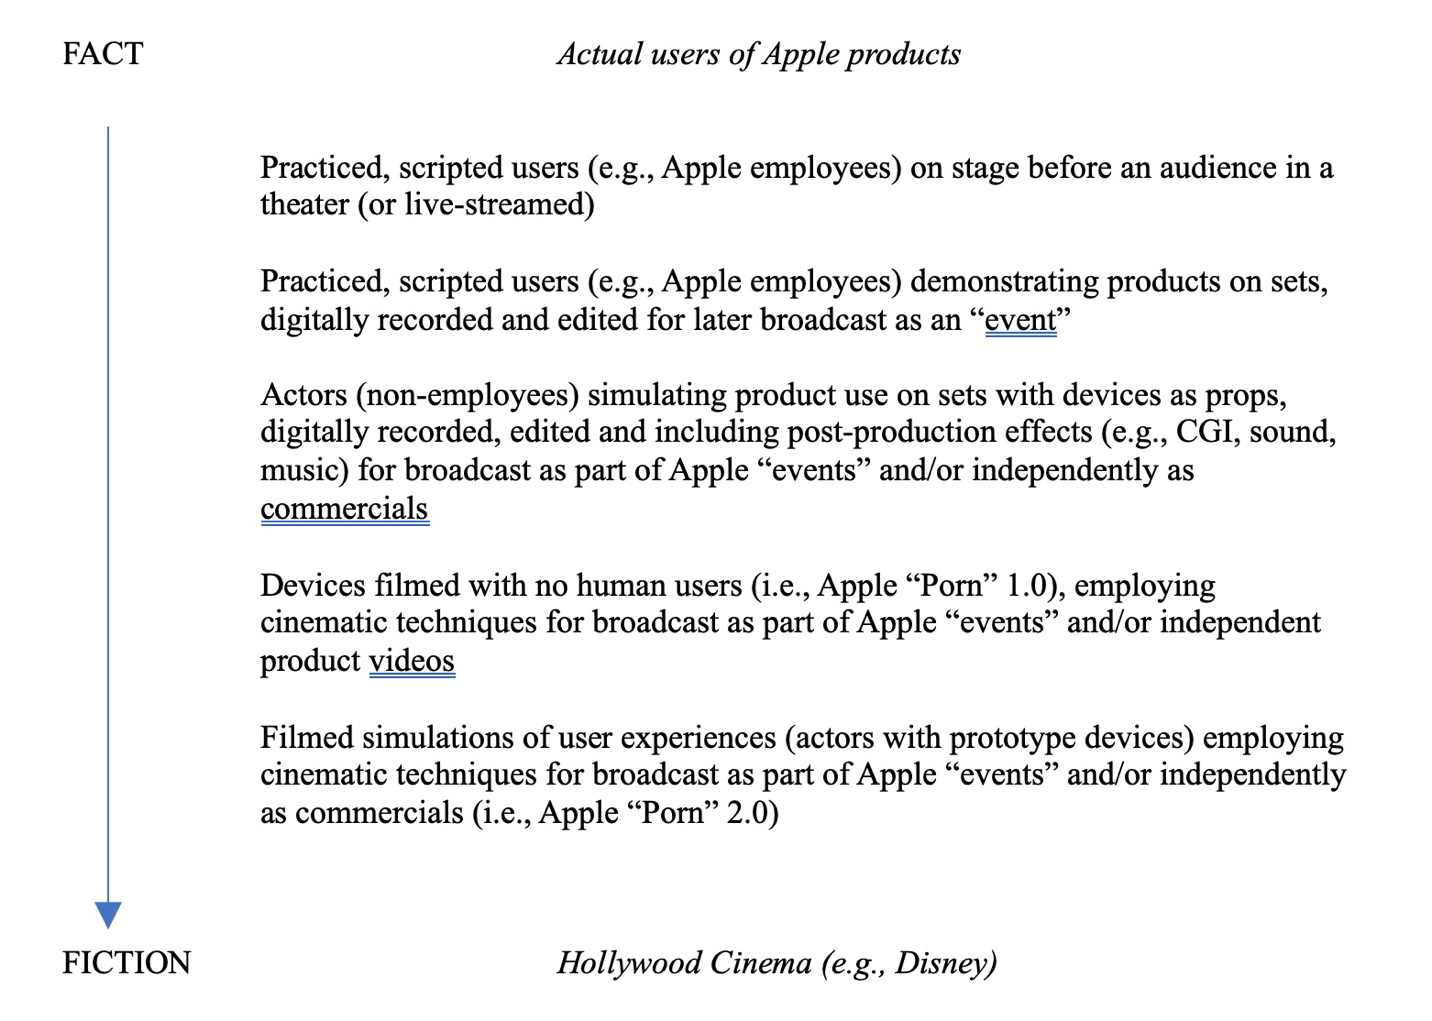 FACT
Actual users of Apple products
Practiced, scripted users (e.g., Apple employees) on stage before an audience in a
theater (or live-streamed)
Practiced, scripted users (e.g., Apple employees) demonstrating products on sets,
digitally recorded and edited for later broadcast as an “event”
Actors (non-employees) simulating product use on sets with devices as props,
digitally recorded, edited and including post-production effects (e.g., CGI, sound,
music) for broadcast as part of Apple “events” and/or independently as
commercials
Devices filmed with no human users (i.e., Apple “Porn” 1.0), employing
cinematic techniques for broadcast as part of Apple “events” and/or independent
product videos
Filmed simulations of user experiences (actors with prototype devices) employing
cinematic techniques for broadcast as part of Apple “events” and/or independently
as commercials (i.e., Apple “Porn” 2.0)
FICTION
Hollywood Cinema (e.g., Disney)